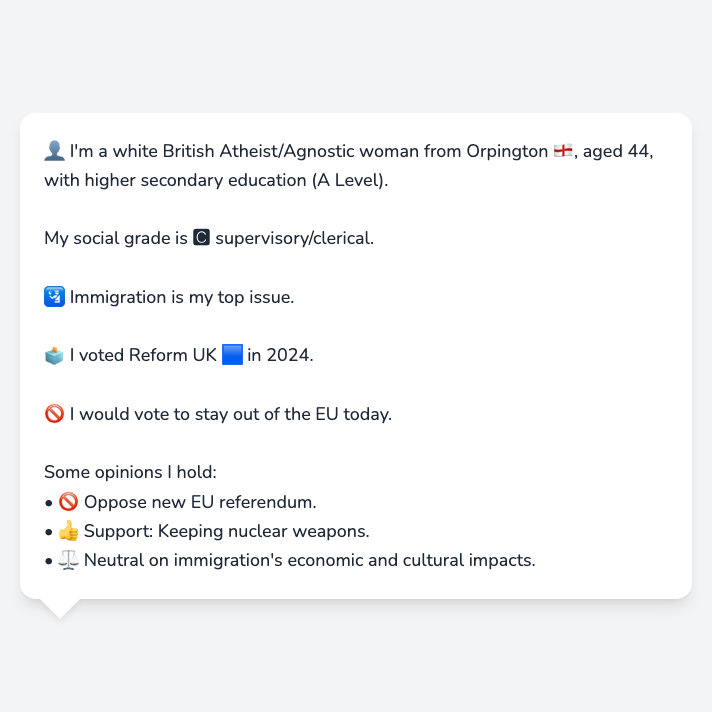 👤 I'm a white British Atheist/Agnostic woman from Orpington 🏴󠁧󠁢󠁥󠁮󠁧󠁿, aged 44,
with higher secondary education (A Level).
My social grade is 🅲 supervisory/clerical.
🛂 Immigration is my top issue.
🗳️ I voted Reform UK 🟦 in 2024.
🚫 I would vote to stay out of the EU today.
Some opinions I hold:
• 🚫 Oppose new EU referendum.
• 👍 Support: Keeping nuclear weapons.
• ⚖️ Neutral on immigration's economic and cultural impacts.